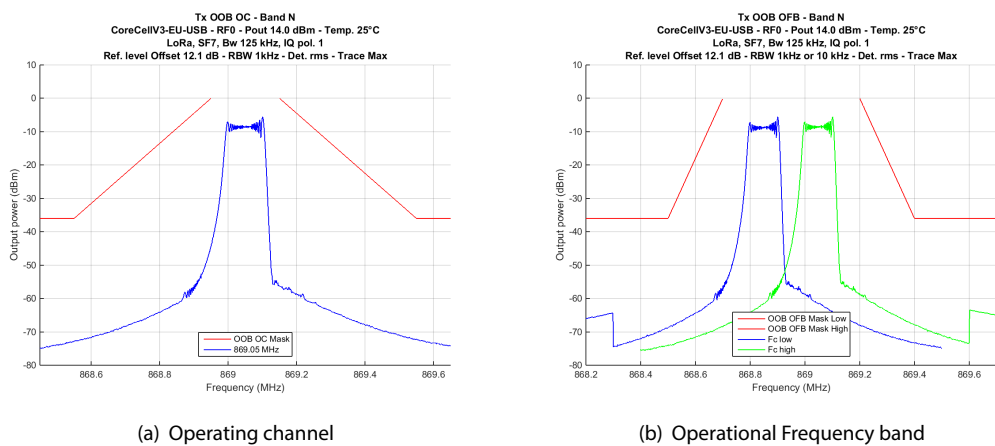 Tx OOB OC - Band N
CoreCellV3-EU-USB - RF0 - Pout 14.0 dBm - Temp. 25°C
LoRa, SF7, Bw 125 kHz, IQ pol. 1
Ref. level Offset 12.1 dB - RBW 1kHz - Det. rms - Trace Max
10
0
-10
-20
-30
-40
-50
-60
-70
-80
Output power (dBm)
OOB OC Mask
869.05 MHz
868.6
868.8
869
869.2
869.4
869.6
Frequency (MHz)
(a) Operating channel
Tx OOB OFB - Band N
CoreCellV3-EU-USB - RF0 - Pout 14.0 dBm - Temp. 25°C
LoRa, SF7, Bw 125 kHz, IQ pol. 1
Ref. level Offset 12.1 dB - RBW 1kHz or 10 kHz - Det. rms - Trace Max
10
0
-10
-20
-30
-40
-50
-60
-70
-80
Output power (dBm)
OOB OFB Mask Low
OOB OFB Mask High
Fc low
Fc high
868.2
868.4
868.6
868.8
869
869.2
869.4
869.6
Frequency (MHz)
(b) Operational Frequency band